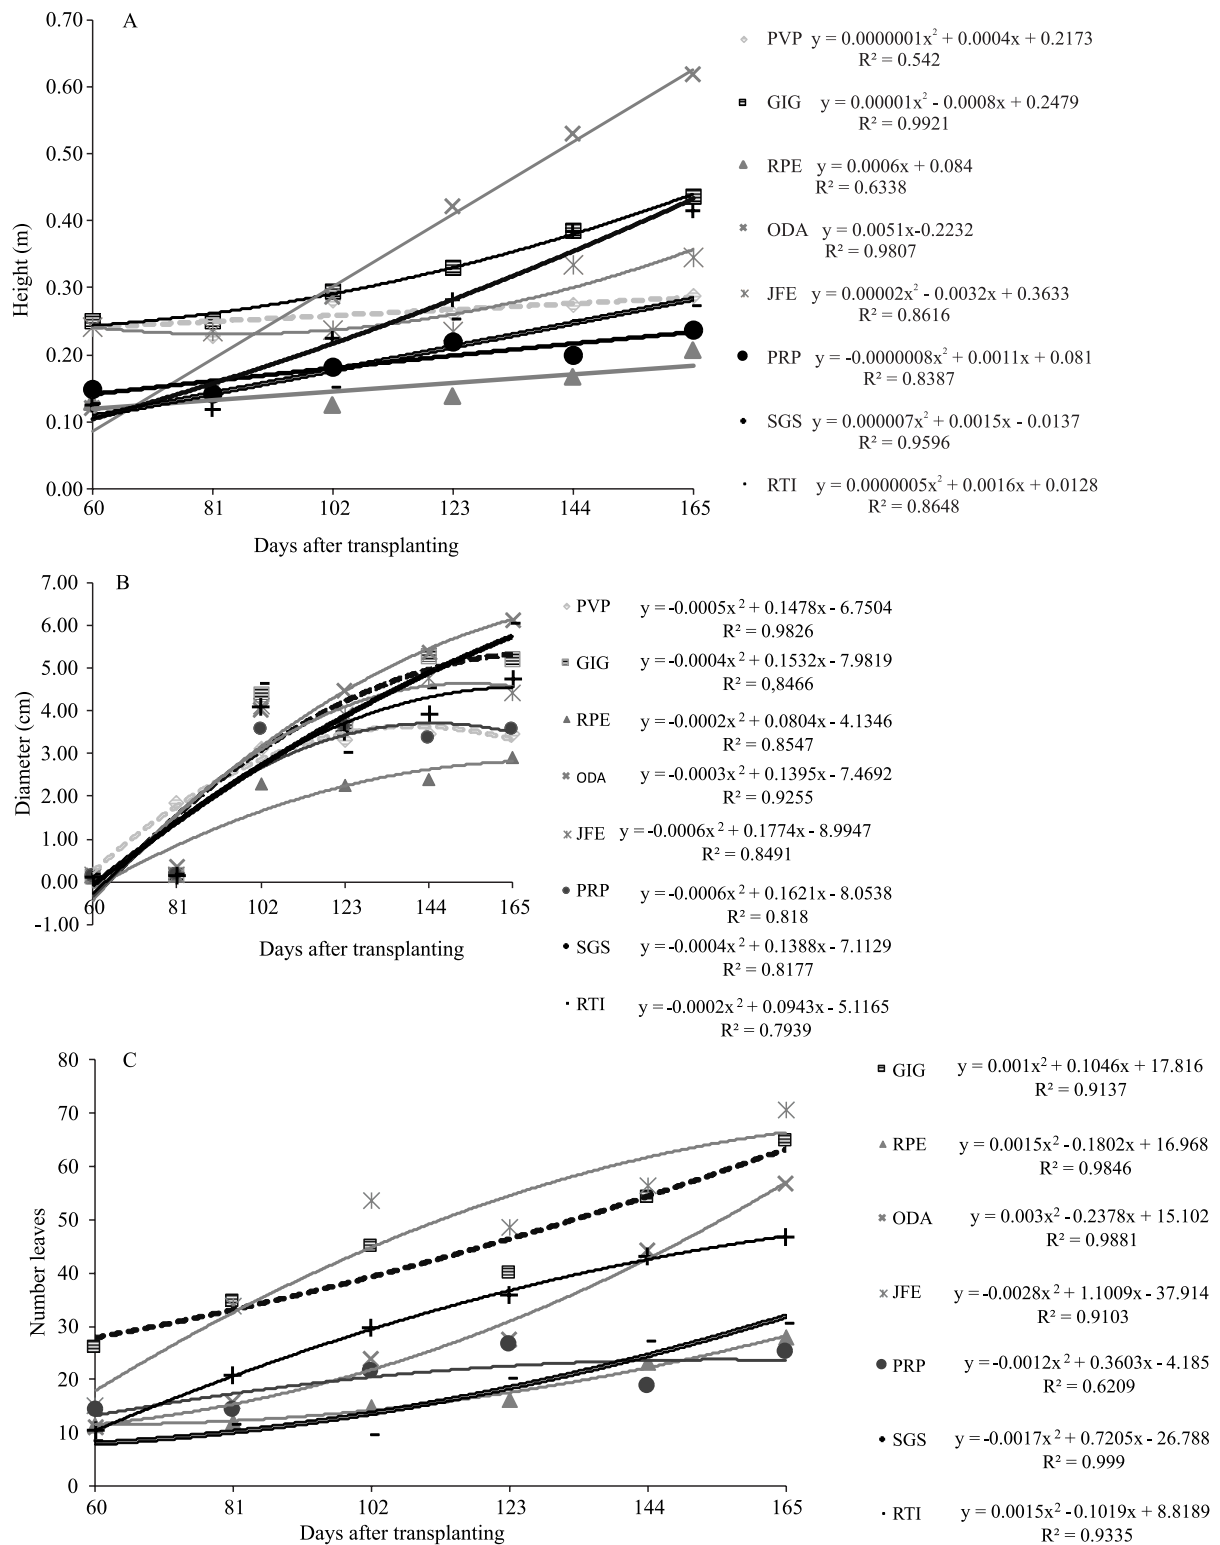 A
0.70
0.60
0.50
0.40
0.30
0.20
0.10
0.00
Height (m)
60 81 102 123 144 165
Days after transplanting
PVP y = 0.0000001x² + 0.0004x + 0.2173
R² = 0.542
GIG y = 0.00001x² - 0.0008x + 0.2479
R² = 0.9921
RPE y = 0.0006x + 0.084
R² = 0.6338
ODA y = 0.0051x-0.2232
R² = 0.9807
JFE y = 0.00002x² - 0.0032x + 0.3633
R² = 0.8616
PRP y = -0.0000008x² + 0.0011x + 0.081
R² = 0.8387
SGS y = 0.000007x² + 0.0015x - 0.0137
R² = 0.9596
RTI y = 0.0000005x² + 0.0016x + 0.0128
R² = 0.8648
B
7.00
6.00
5.00
4.00
3.00
2.00
1.00
0.00
-1.00
Diameter (cm)
60 81 102 123 144 165
Days after transplanting
PVP y = -0.0005x² + 0.1478x - 6.7504
R² = 0.9826
GIG y = -0.0004x² + 0.1532x - 7.9819
R² = 0,8466
RPE y = -0.0002x² + 0.0804x - 4.1346
R² = 0.8547
ODA y = -0.0003x² + 0.1395x - 7.4692
R² = 0.9255
JFE y = -0.0006x² + 0.1774x - 8.9947
R² = 0.8491
PRP y = -0.0006x² + 0.1621x - 8.0538
R² = 0.818
SGS y = -0.0004x² + 0.1388x - 7.1129
R² = 0.8177
RTI y = -0.0002x² + 0.0943x - 5.1165
R² = 0.7939
C
80
70
60
50
40
30
20
10
0
Number leaves
60 81 102 123 144 165
Days after transplanting
GIG y = 0.001x² + 0.1046x + 17.816
R² = 0.9137
RPE y = 0.0015x² -0.1802x + 16.968
R² = 0.9846
ODA y = 0.003x² -0.2378x + 15.102
R² = 0.9881
JFE y = -0.0028x² + 1.1009x - 37.914
R² = 0.9103
PRP y = -0.0012x² + 0.3603x - 4.185
R² = 0.6209
SGS y = -0.0017x² + 0.7205x - 26.788
R² = 0.999
RTI y = 0.0015x² -0.1019x + 8.8189
R² = 0.9335